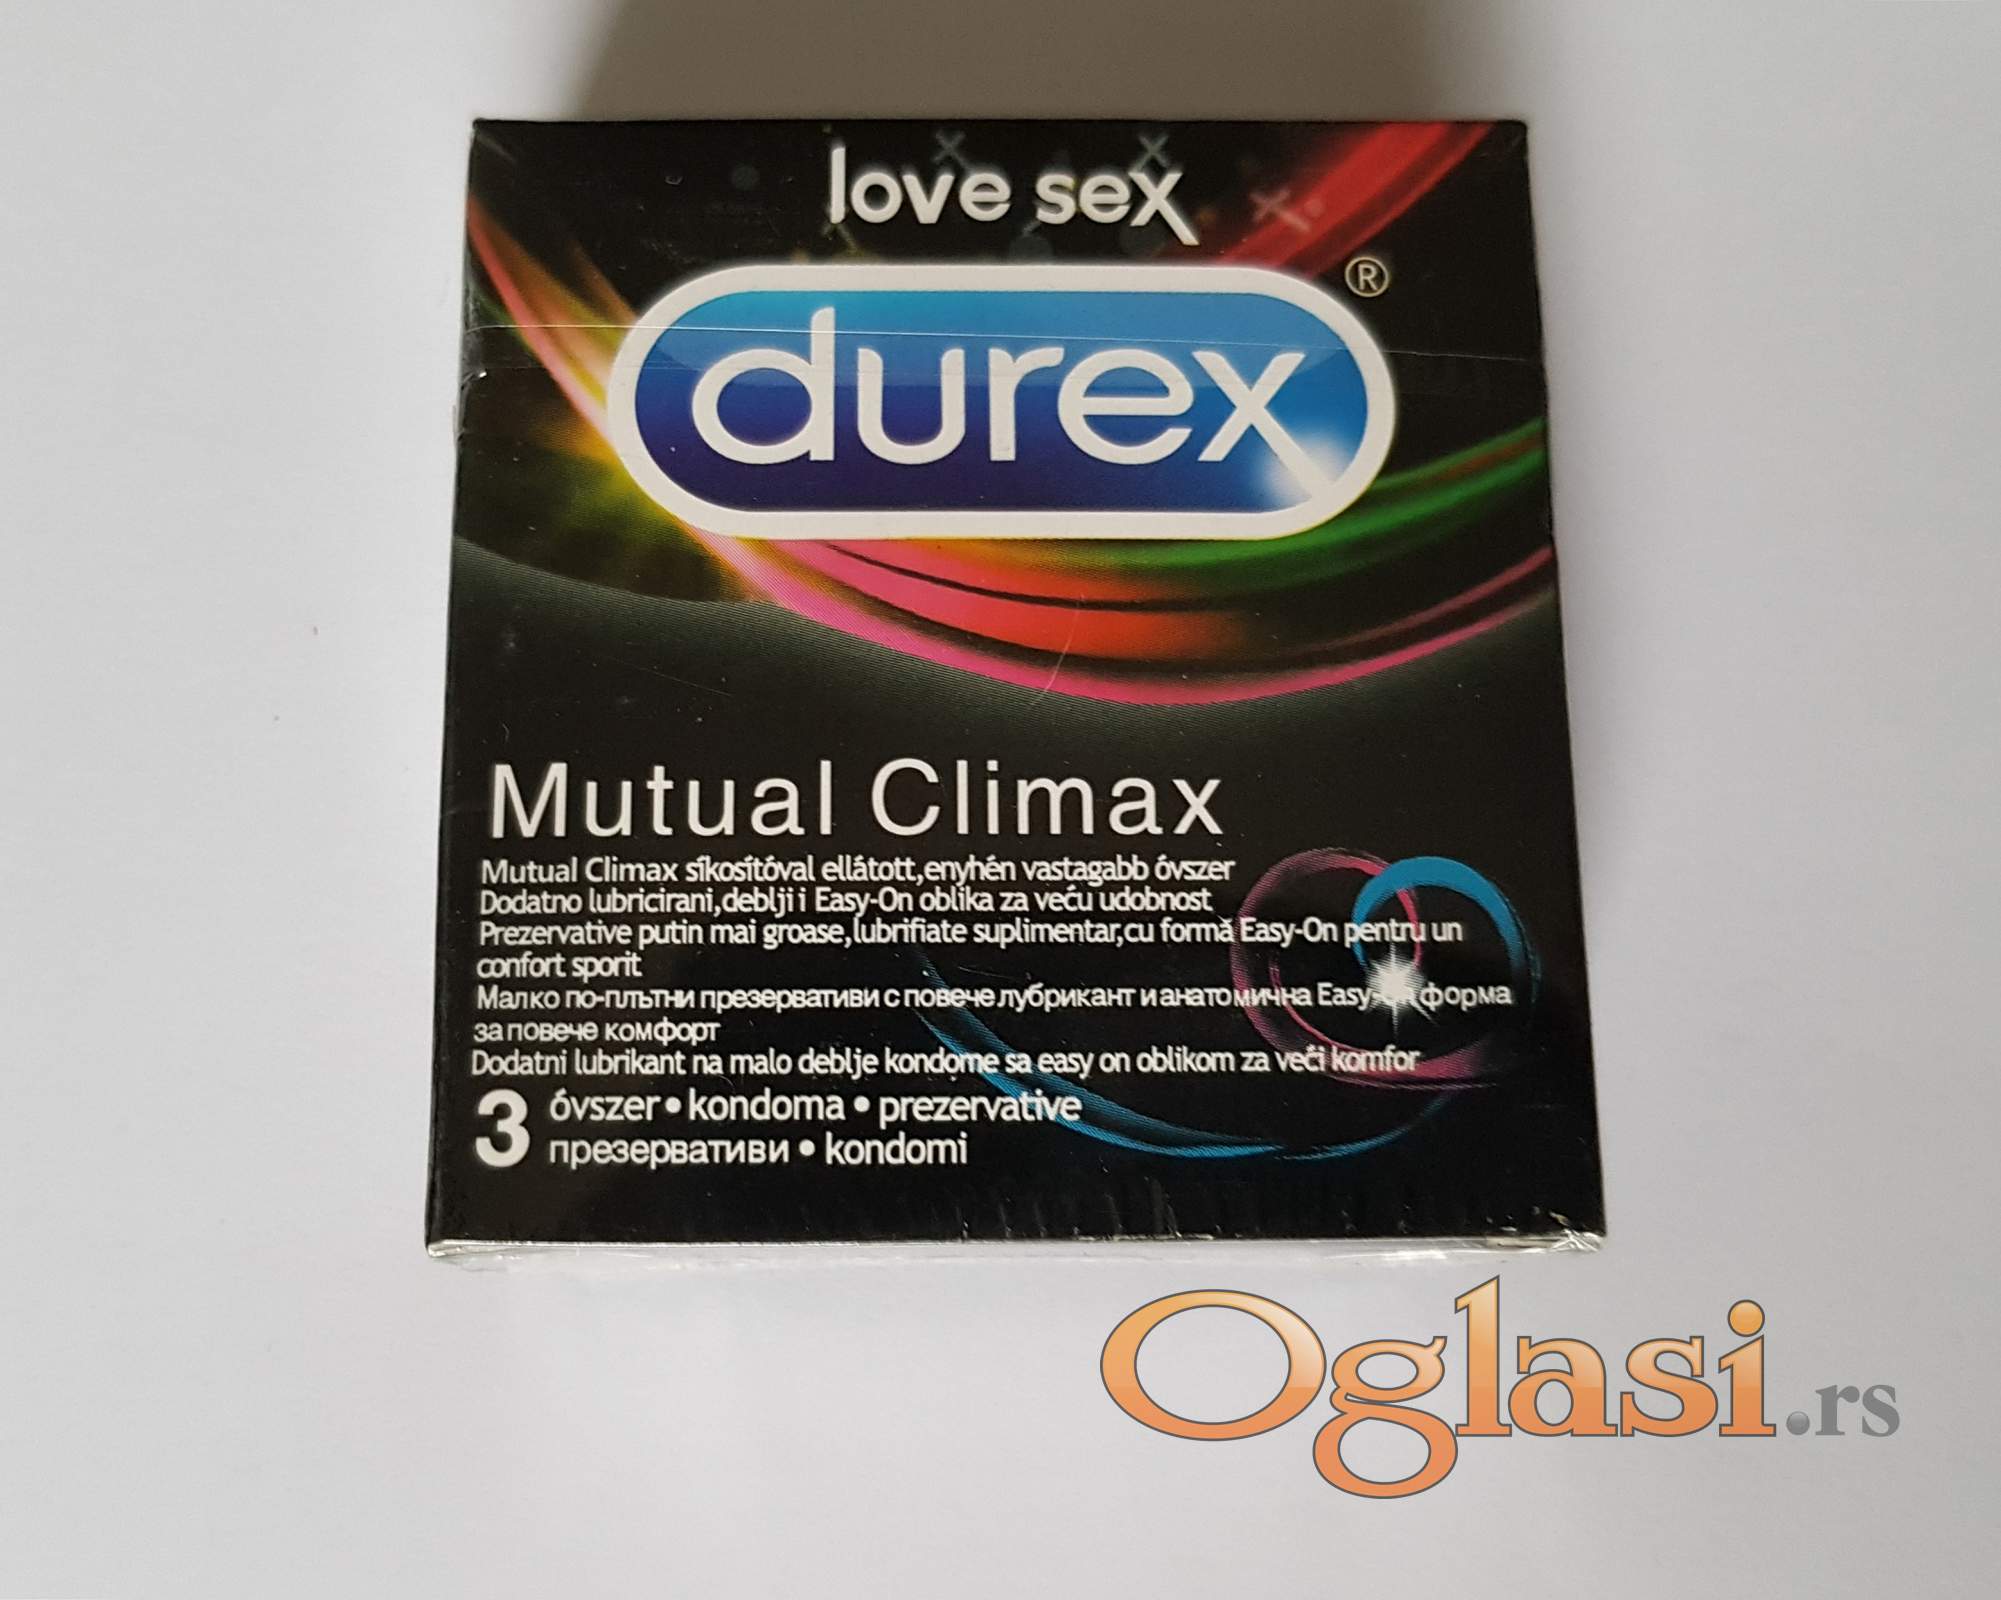 love sex
durex®
Mutual Climax
Mutual Climax síkosítóval ellátott,enyhén vastagabb óvszer
Dodatno lubricirani,deblji i Easy-On oblika za veću udobnost
Prezervative putin mai groase,lubrifiate suplimentar,cu formă Easy-On pentru un
confort sporit
Малко по-плътни презервативи с повече лубрикант и анатомична Easy-on форма
за повече комфорт
Dodatni lubrikant na malo deblje kondome sa easy on oblikom za veči komfor
3 óvszer • kondoma • prezervative
презервативи • kondomi
Oglasi.rs